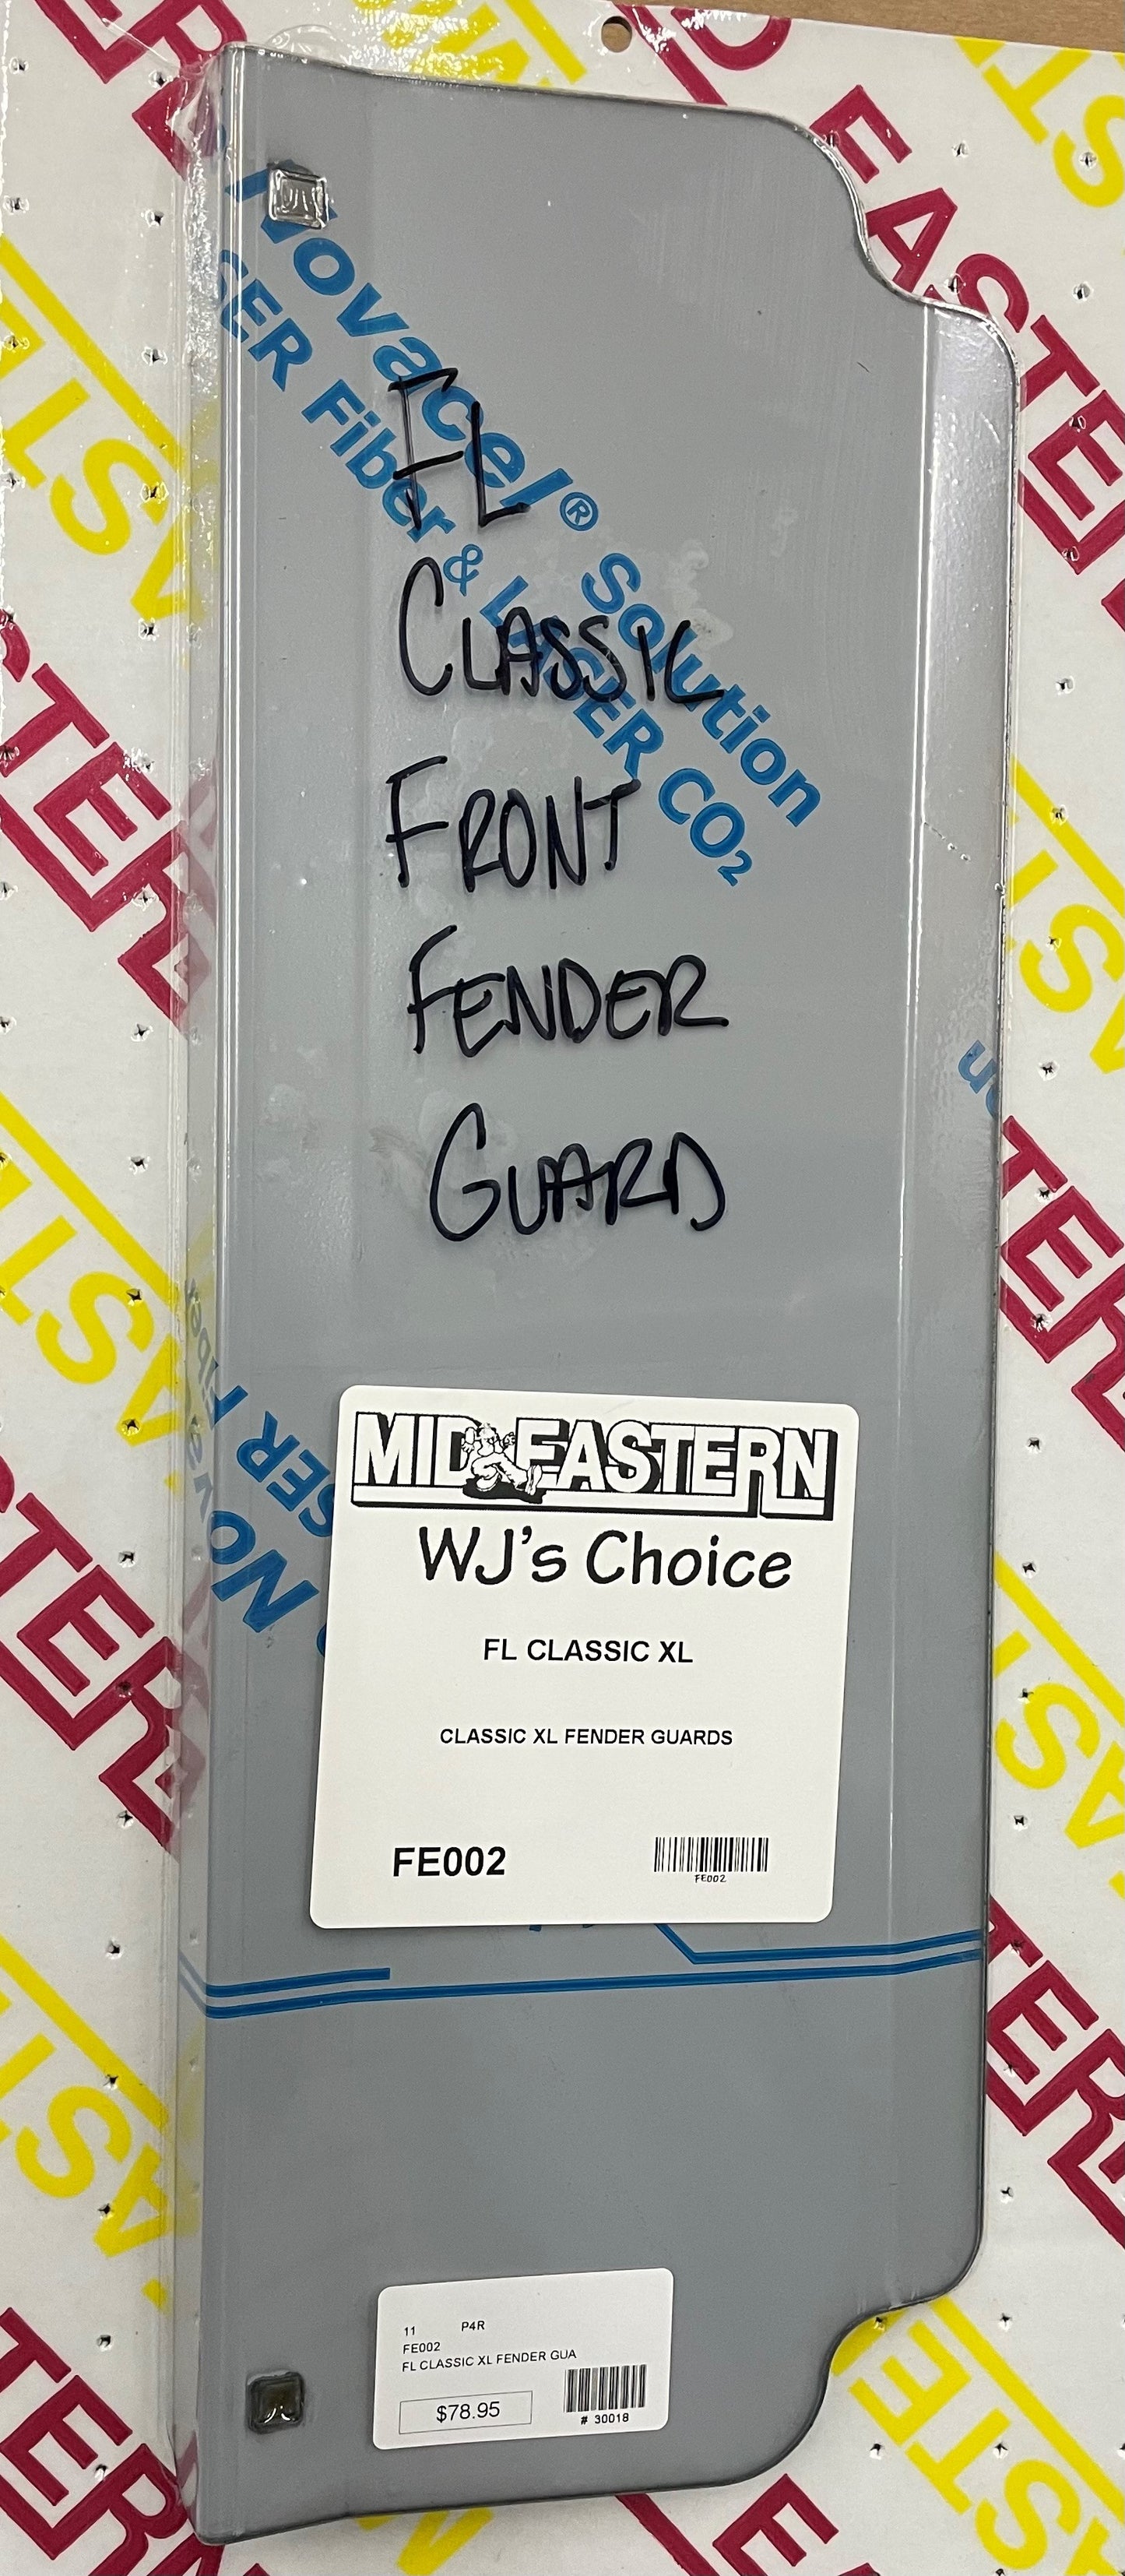 Novacel® Solution
SER Fiber & LASER CO2
FL
CLASSIC
FRONT
FENDER
GUARD
MID EASTERN
WJ's Choice
FL CLASSIC XL
CLASSIC XL FENDER GUARDS
FE002
FE002
11 P4R
FE002
FL CLASSIC XL FENDER GUA
$78.95
# 30018